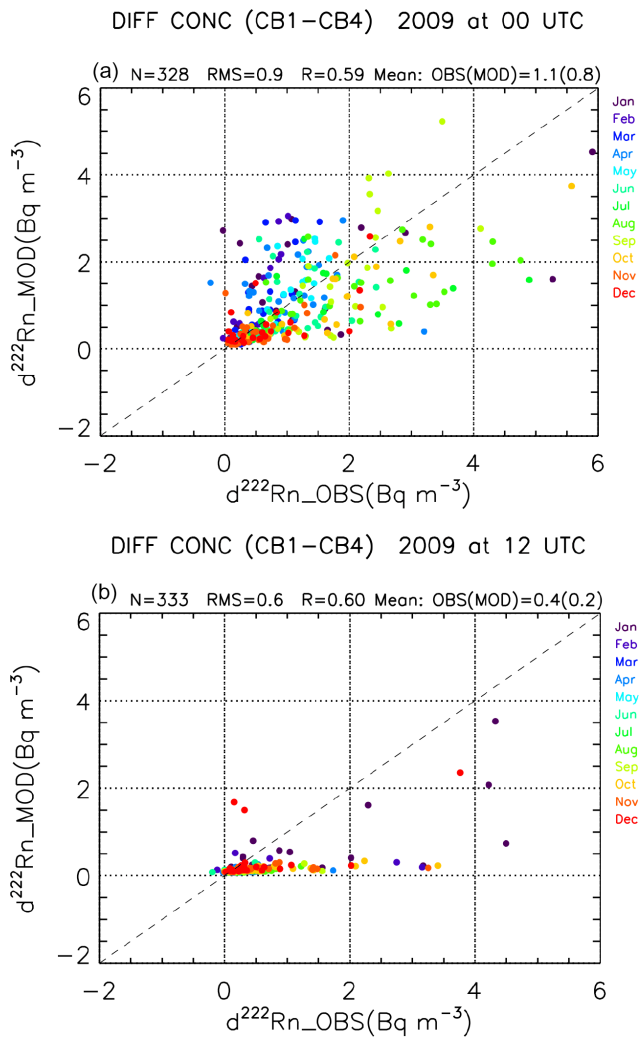 DIFF CONC (CB1−CB4) 2009 at 00 UTC
(a) N=328 RMS=0.9 R=0.59 Mean: OBS(MOD)=1.1(0.8)
6
4
2
0
−2
d²²²Rn_MOD(Bq m⁻³)
−2 0 2 4 6
d²²²Rn_OBS(Bq m⁻³)
Jan
Feb
Mar
Apr
May
Jun
Jul
Aug
Sep
Oct
Nov
Dec
DIFF CONC (CB1−CB4) 2009 at 12 UTC
(b) N=333 RMS=0.6 R=0.60 Mean: OBS(MOD)=0.4(0.2)
6
4
2
0
−2
d²²²Rn_MOD(Bq m⁻³)
−2 0 2 4 6
d²²²Rn_OBS(Bq m⁻³)
Jan
Feb
Mar
Apr
May
Jun
Jul
Aug
Sep
Oct
Nov
Dec